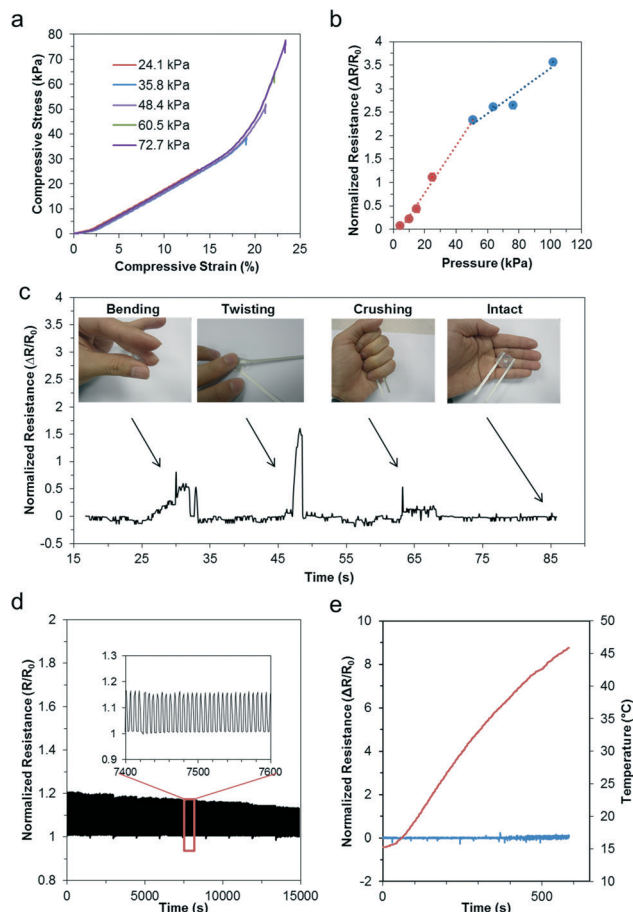 a
Compressive Stress (kPa)
80
70
60
50
40
30
20
10
0
24.1 kPa
35.8 kPa
48.4 kPa
60.5 kPa
72.7 kPa
0 5 10 15 20 25
Compressive Strain (%)
b
Normalized Resistance (ΔR/R0)
4
3.5
3
2.5
2
1.5
1
0.5
0
0 20 40 60 80 100 120
Pressure (kPa)
c
Normalized Resistance (ΔR/R0)
4
3.5
3
2.5
2
1.5
1
0.5
0
-0.5
Bending Twisting Crushing Intact
15 25 35 45 55 65 75 85
Time (s)
d
Normalized Resistance (R/R0)
2
1.8
1.6
1.4
1.2
1
0.8
1.3
1.2
1.1
1
0.9
7400 7500 7600
0 5000 10000 15000
Time (s)
e
Normalized Resistance (ΔR/R0)
10
8
6
4
2
0
-2
50
45
40
35
30
25
20
15
10
Temperature (°C)
0 500
Time (s)